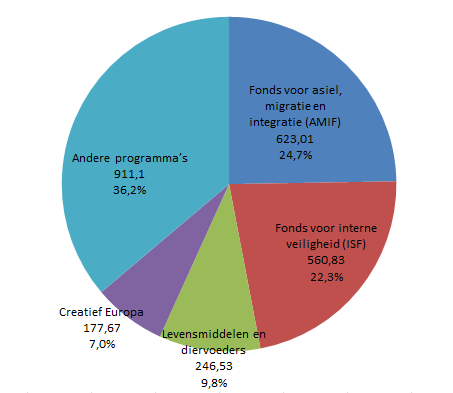 Fonds voor asiel,
migratie en
integratie (AMIF)
623,01
24,7%
Fonds voor interne
veiligheid (ISF)
560,83
22,3%
Levensmiddelen en
diervoeders
246,53
9,8%
Creatief Europa
177,67
7,0%
Andere programma's
911,1
36,2%